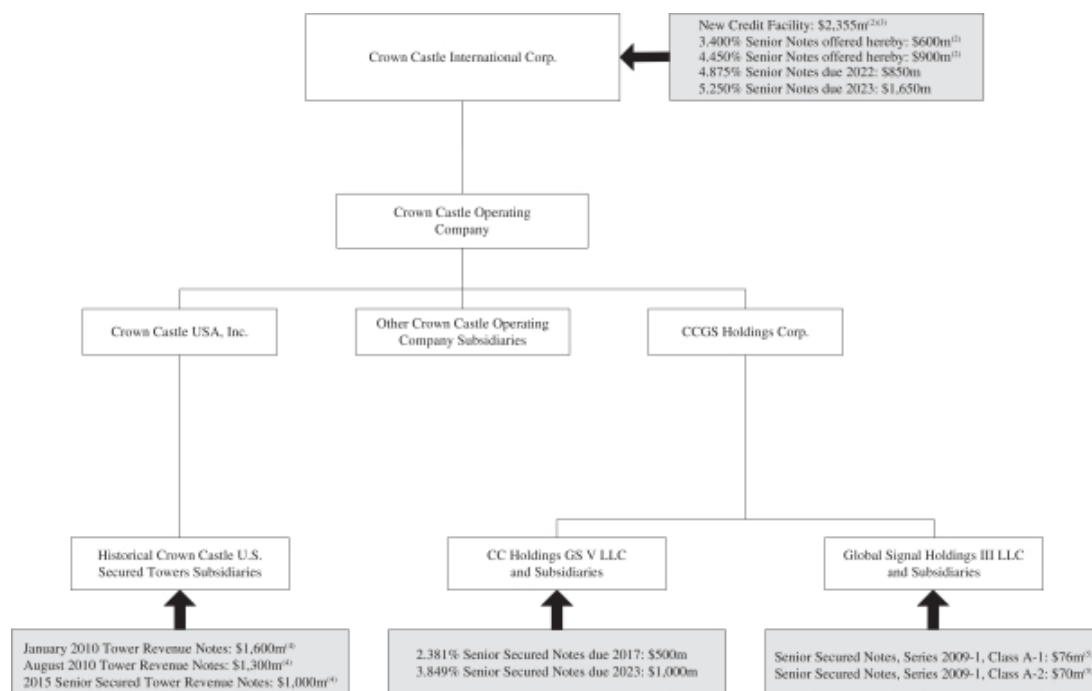 Crown Castle International Corp.
New Credit Facility: $2,355m(2)(3)
3.400% Senior Notes offered hereby: $600m(2)
4.450% Senior Notes offered hereby: $900m(2)
4.875% Senior Notes due 2022: $850m
5.250% Senior Notes due 2023: $1,650m
Crown Castle Operating
Company
Crown Castle USA, Inc.
Other Crown Castle Operating
Company Subsidiaries
CCGS Holdings Corp.
Historical Crown Castle U.S.
Secured Towers Subsidiaries
CC Holdings GS V LLC
and Subsidiaries
Global Signal Holdings III LLC
and Subsidiaries
January 2010 Tower Revenue Notes: $1,600m(4)
August 2010 Tower Revenue Notes: $1,300m(4)
2015 Senior Secured Tower Revenue Notes: $1,000m(4)
2.381% Senior Secured Notes due 2017: $500m
3.849% Senior Secured Notes due 2023: $1,000m
Senior Secured Notes, Series 2009-1, Class A-1: $76m(5)
Senior Secured Notes, Series 2009-1, Class A-2: $70m(5)